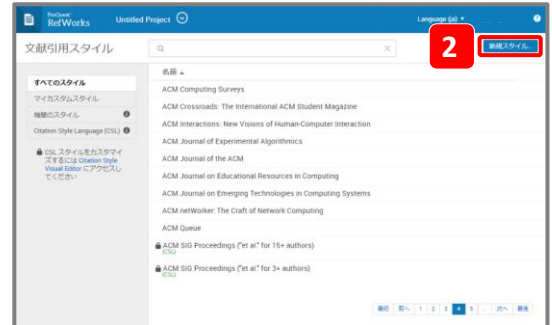 ProQuest
RefWorks
Untitled Project
Language (ja)
文献引用スタイル
2
新規スタイル..
名前
すべてのスタイル
マイカスタムスタイル
機関のスタイル
Citation Style Language (CSL)
CSL スタイルをカスタマイ
ズするには Citation Style
Visual Editor にアクセスし
てください
ACM Computing Surveys
ACM Crossroads: The International ACM Student Magazine
ACM Interactions: New Visions of Human-Computer Interaction
ACM Journal of Experimental Algorithmics
ACM Journal of the ACM
ACM Journal on Educational Resources in Computing
ACM Journal on Emerging Technologies in Computing Systems
ACM netWorker: The Craft of Network Computing
ACM Queue
ACM SIG Proceedings ("et al." for 15+ authors)
(CSL)
ACM SIG Proceedings ("et al." for 3+ authors)
(CSL)
最初 前へ 1 2 3 4 5 ... 次へ 最後